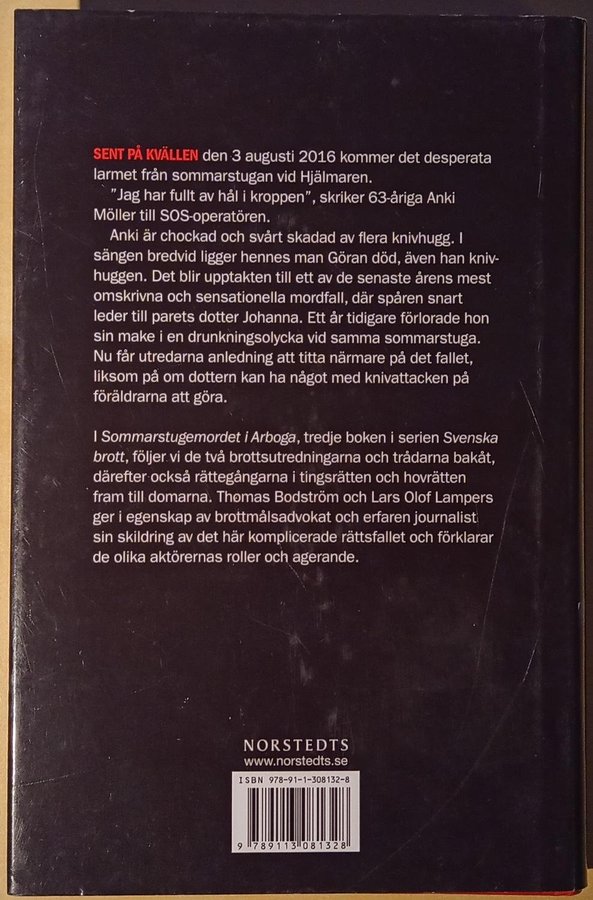 SENT PÅ KVÄLLEN den 3 augusti 2016 kommer det desperata
larmet från sommarstugan vid Hjälmaren.
”Jag har fullt av hål i kroppen”, skriker 63-åriga Anki
Möller till SOS-operatören.
Anki är chockad och svårt skadad av flera knivhugg. I
sängen bredvid ligger hennes man Göran död, även han kniv-
huggen. Det blir upptakten till ett av de senaste årens mest
omskrivna och sensationella mordfall, där spåren snart
leder till parets dotter Johanna. Ett år tidigare förlorade hon
sin make i en drunkningsolycka vid samma sommarstuga.
Nu får utredarna anledning att titta närmare på det fallet,
liksom på om dottern kan ha något med knivattacken på
föräldrarna att göra.
I Sommarstugemordet i Arboga, tredje boken i serien Svenska
brott, följer vi de två brottsutredningarna och trådarna bakåt,
därefter också rättegångarna i tingsrätten och hovrätten
fram till domarna. Thomas Bodström och Lars Olof Lampers
ger i egenskap av brottmålsadvokat och erfaren journalist
sin skildring av det här komplicerade rättsfallet och förklarar
de olika aktörernas roller och agerande.
NORSTEDTS
www.norstedts.se
ISBN 978-91-1-308132-8
9 789113 081328